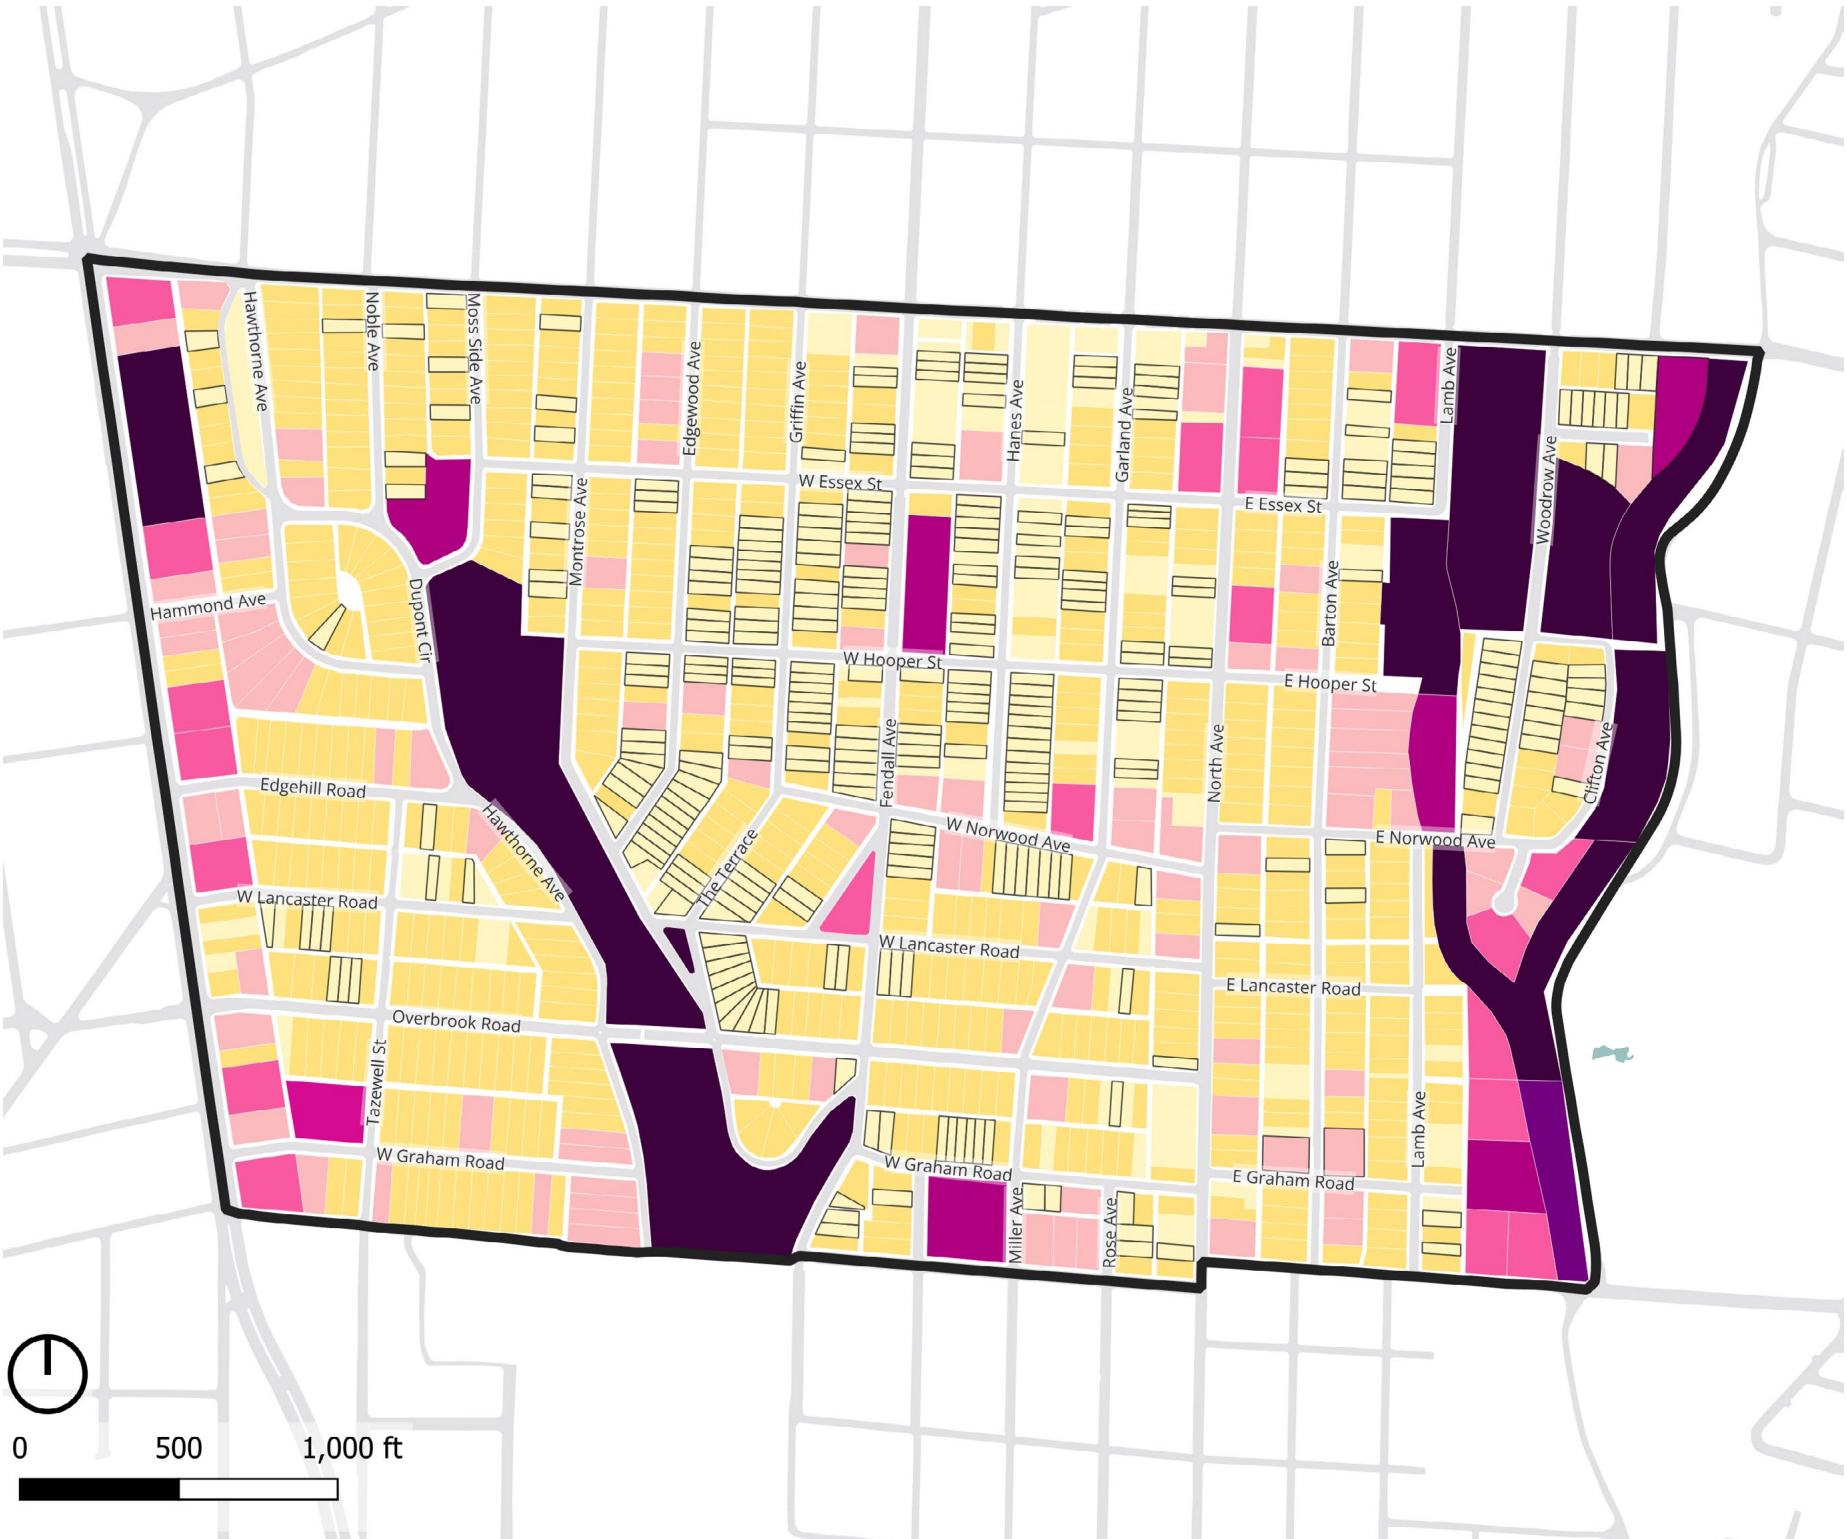 Hawthorne Ave
Noble Ave
Moss Side Ave
Edgewood Ave
Griffin Ave
Hanes Ave
Garland Ave
Lamb Ave
Woodrow Ave
W Essex St
E Essex St
Montrose Ave
Dupont Cir
Barton Ave
Hammond Ave
W Hooper St
E Hooper St
Fendall Ave
North Ave
Clifton Ave
Edgehill Road
Hawthorne Ave
The Terrace
W Norwood Ave
E Norwood Ave
W Lancaster Road
W Lancaster Road
E Lancaster Road
Overbrook Road
Tazewell St
Lamb Ave
W Graham Road
W Graham Road
E Graham Road
Miller Ave
Rose Ave
0 500 1,000 ft